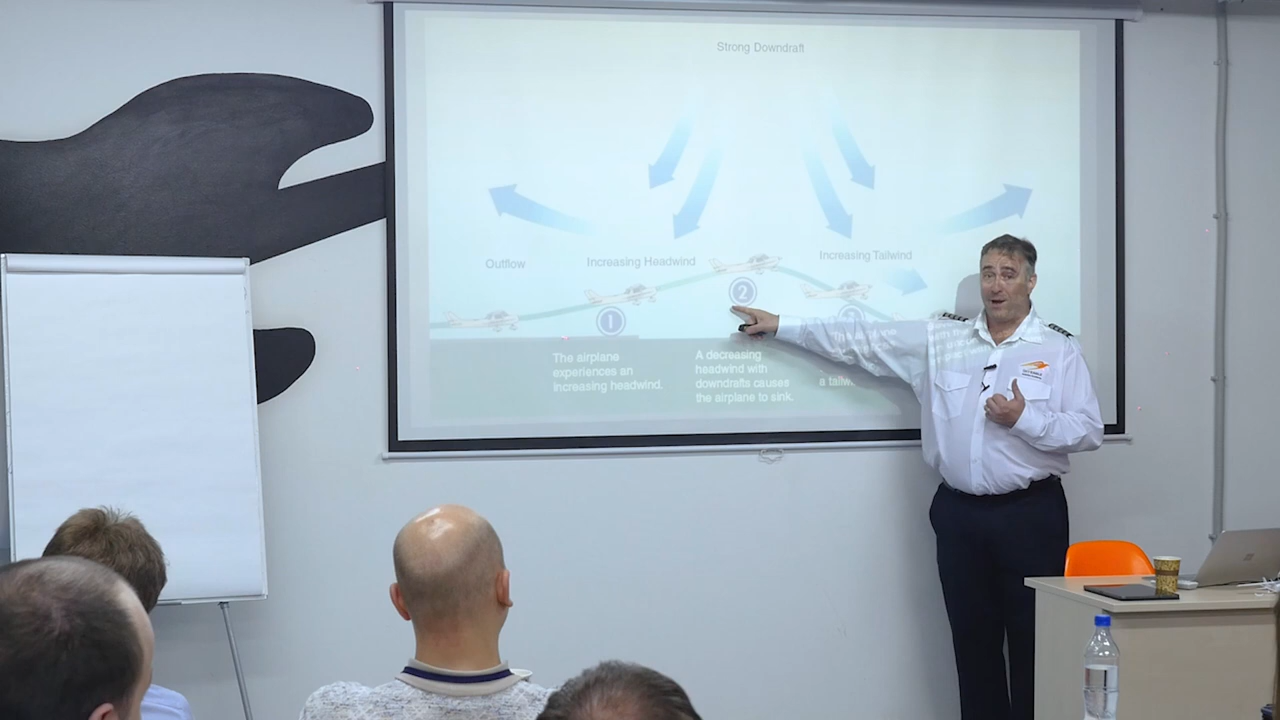 Strong Downdraft
Outflow
Increasing Headwind
Increasing Tailwind
1
2
The airplane
experiences an
increasing headwind.
A decreasing
headwind with
downdrafts causes
the airplane to sink.